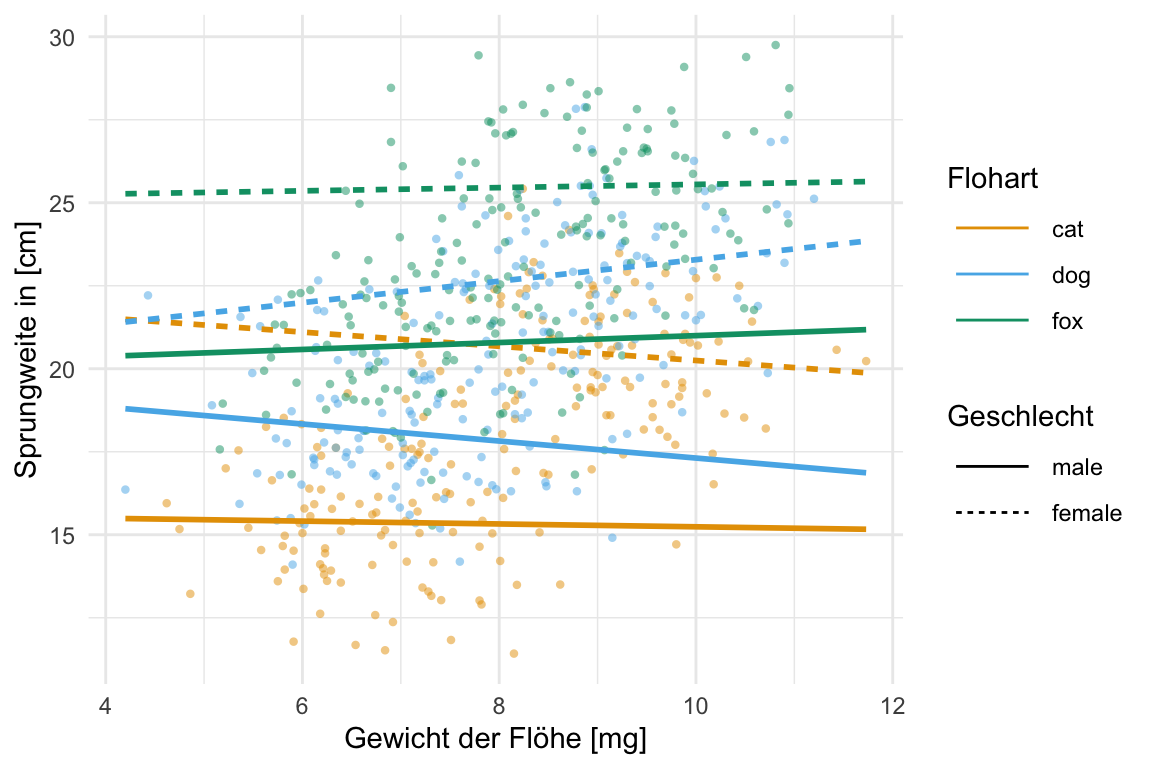 30
25
20
15
4
6
8
10
12
Sprungweite in [cm]
Gewicht der Flöhe [mg]
Flohart
cat
dog
fox
Geschlecht
male
female